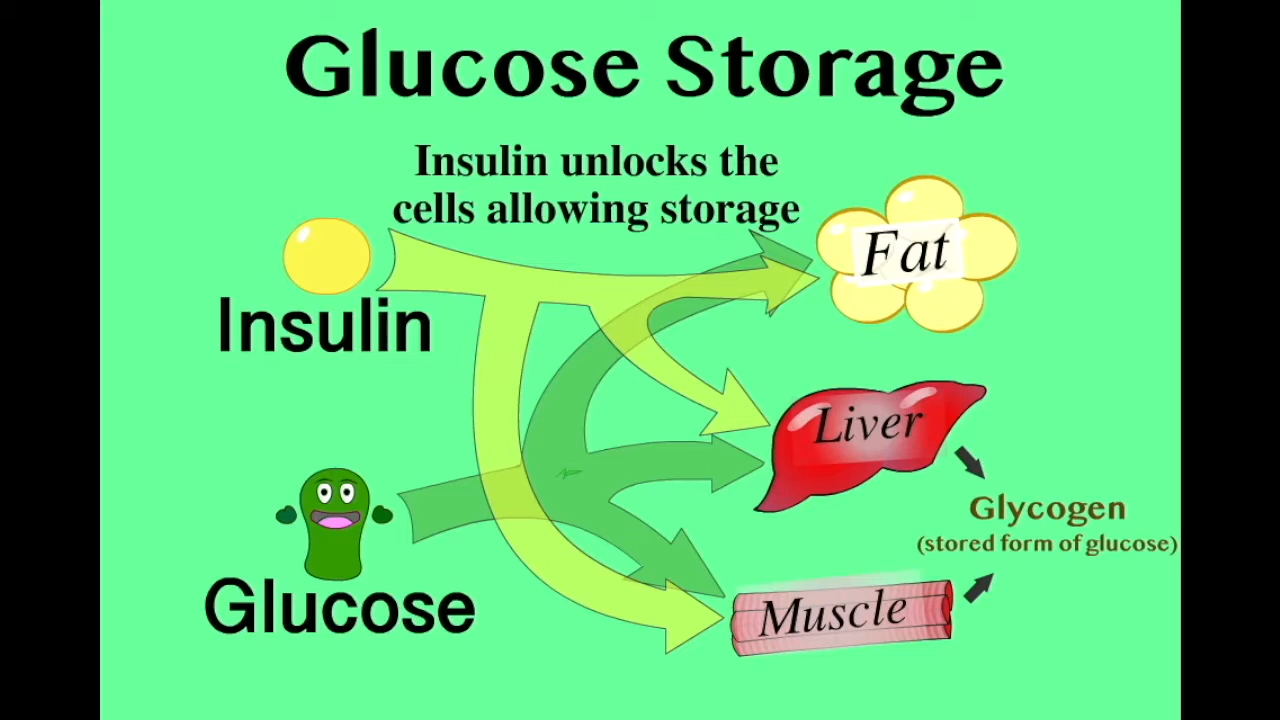 Glucose Storage
Insulin unlocks the
cells allowing storage
Fat
Insulin
Liver
Glycogen
(stored form of glucose)
Glucose
Muscle